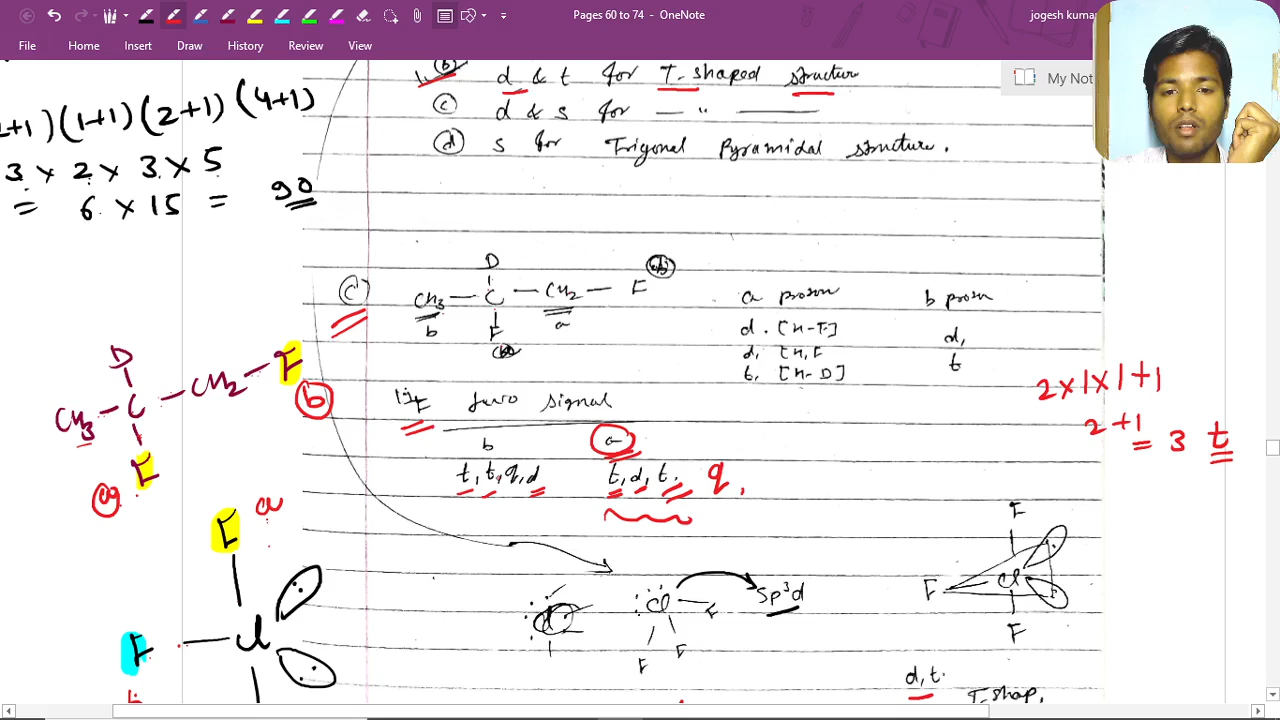 Pages 60 to 74 - OneNote
jogesh kumar
File Home Insert Draw History Review View
My Not
(b) d & t for T-shaped structure
(c) d & s for — " —
(d) s for Trigonal Pyramidal structure.
+1) (1+1) (2+1) (4+1)
3 × 2 × 3 × 5
= 6 × 15 = 90
D
(c) CH3 — C — CH2 — F (b)
b F a
a proton b proton
d. [H-F] d,
d, [H,F t
t, [H-D]
D
CH3 - C - CH2 - F (b)
F
(a)
19F signal
b a
t, t, q, d t, d, t. q,
2×1×1+1
2+1
= 3 t
F a
F — Cl
Cl F
F F
Sp3d
F
F Cl
F
d, t.
T-shap,